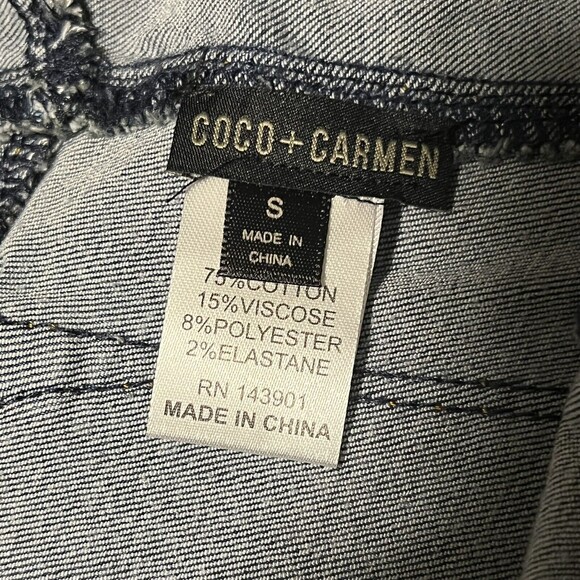 COCO + CARMEN
S
MADE IN
CHINA
75%COTTON
15%VISCOSE
8%POLYESTER
2%ELASTANE
RN 143901
MADE IN CHINA